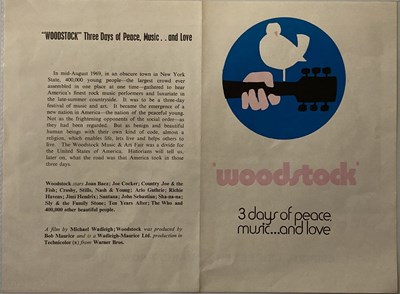 "WOODSTOCK" Three Days of Peace, Music . . and Love
In mid-August 1969, in an obscure town in New York
State, 400,000 young people—the largest crowd ever
assembled in one place at one time—gathered to hear
America's finest rock music performers and luxuriate in
the late-summer countryside. It was to be a three-day
festival of music and art. It became the emergence of a
new nation in America—the nation of the peaceful young.
Not as the frightening opponents of the social order—as
they had been regarded. But as benign and beautiful
human beings with their own kind of code, almost a
religion, which enables life, lets live and helps others to
live. The Woodstock Music & Art Fair was a divide for
the United States of America. Historians will tell us,
later on, what the road was that America took in these
three days.
Woodstock stars Joan Baez; Joe Cocker; Country Joe & the
Fish; Crosby, Stills, Nash & Young; Arlo Guthrie; Richie
Havens; Jimi Hendrix; Santana; John Sebastian; Sha-na-na;
Sly & the Family Stone; Ten Years After; The Who and
400,000 other beautiful people.
A film by Michael Wadleigh; Woodstock was produced by
Bob Maurice and is a Wadleigh-Maurice Ltd. production in
Technicolor (R) from Warner Bros.
"woodstock"
3 days of peace,
music...and love